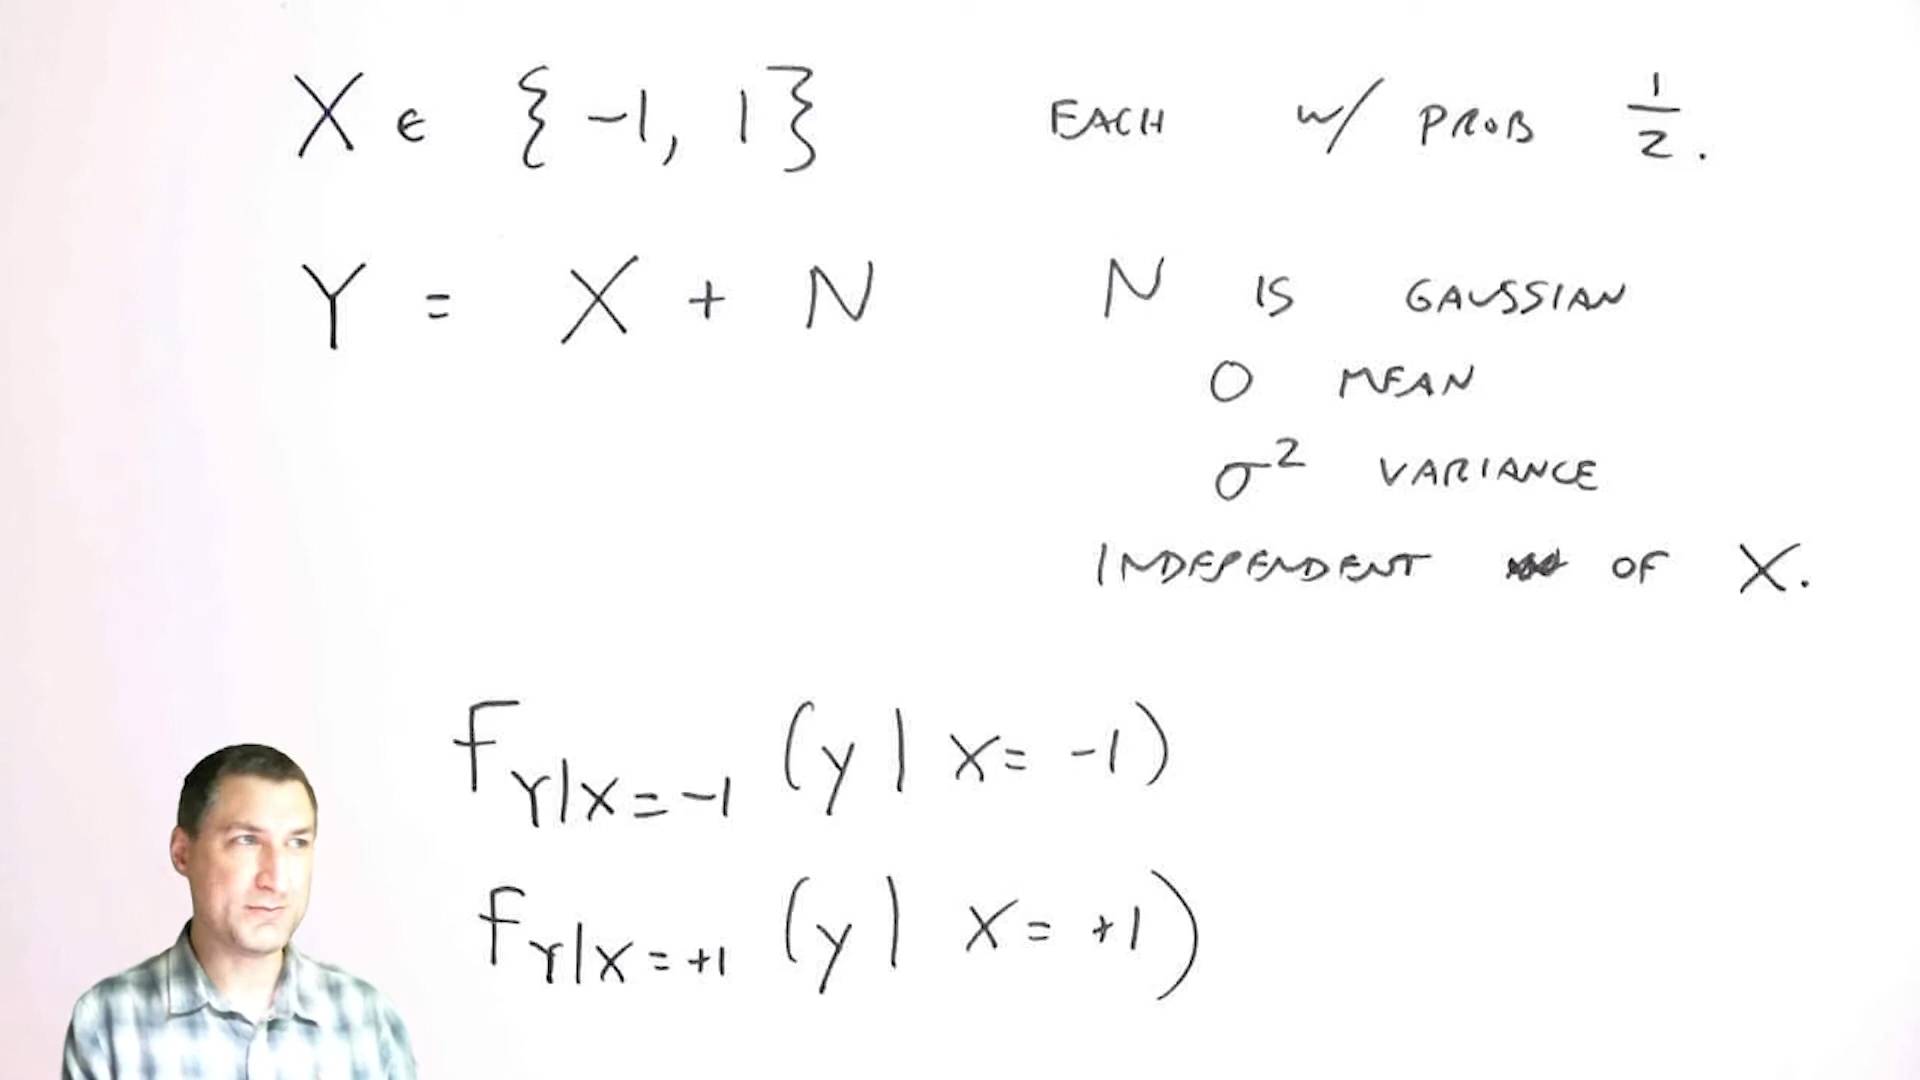 X ∈ {-1, 1} EACH w/ PROB 1/2.
Y = X + N N IS GAUSSIAN
0 MEAN
σ² VARIANCE
INDEPENDENT OF X.
f_{Y|X=-1} (y | x = -1)
f_{Y|X=+1} (y | x = +1)